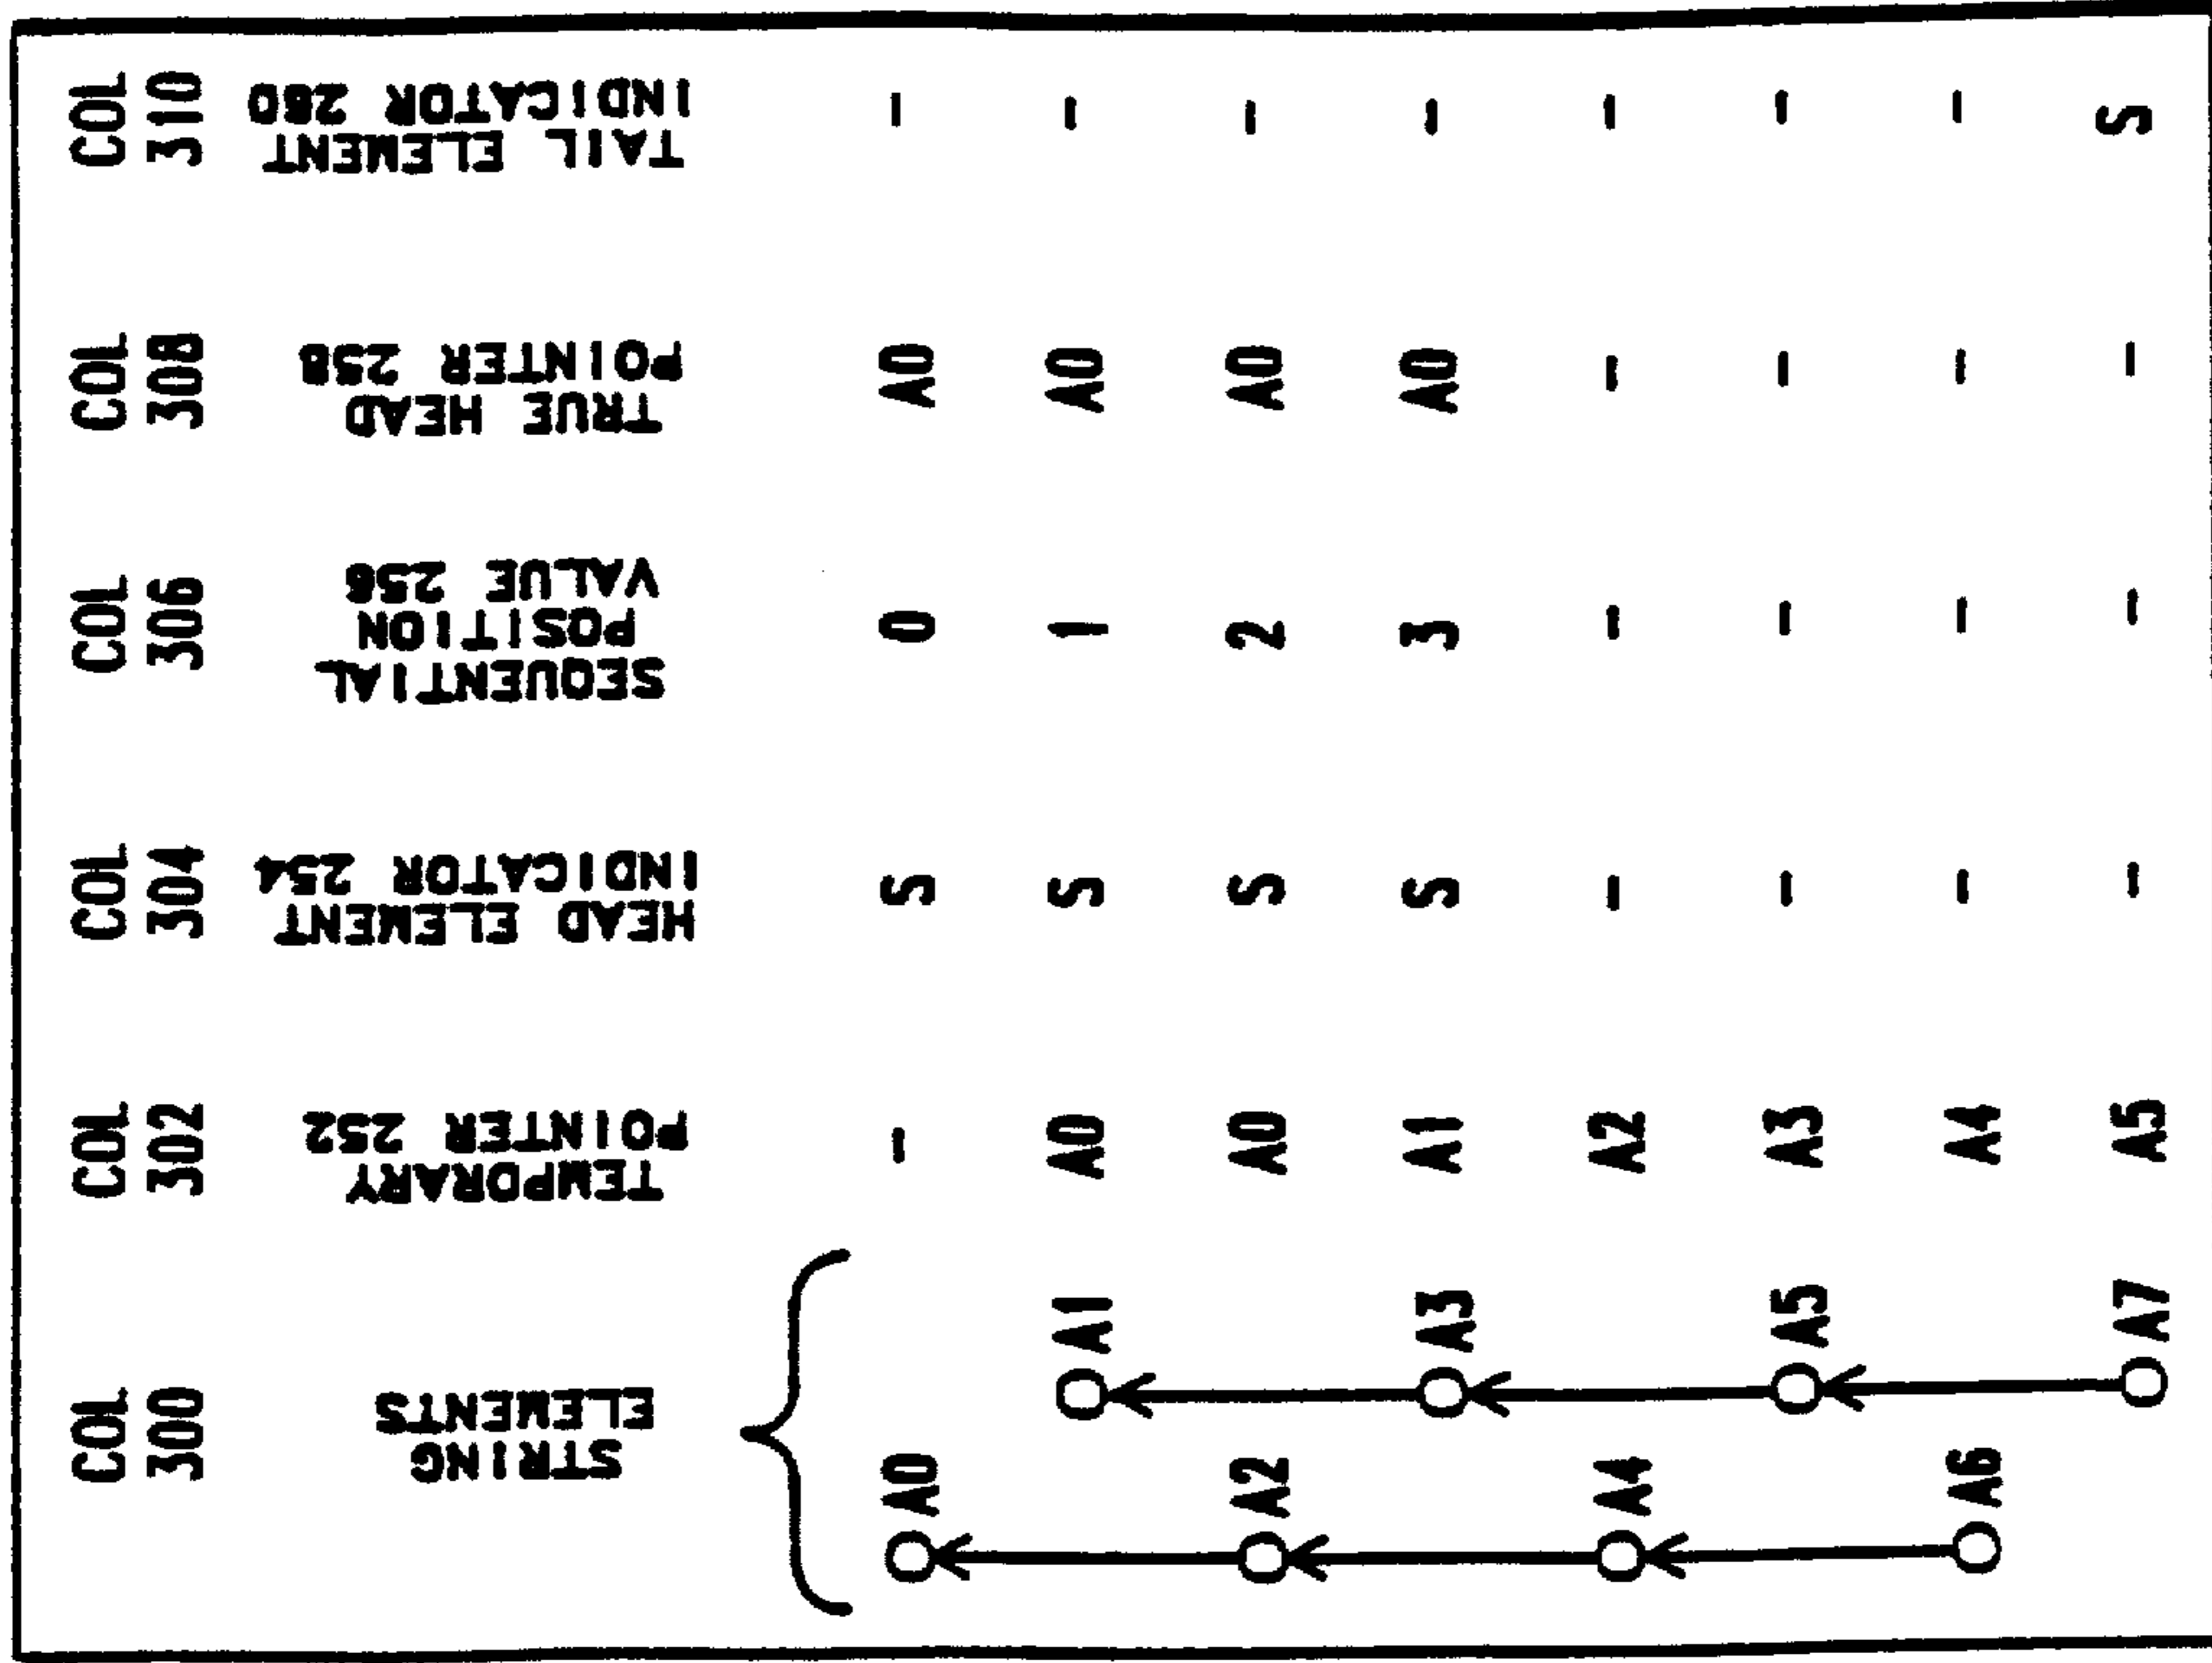 COL
300
COL
302
COL
304
COL
306
COL
308
COL
310
STRING
ELEMENTS
TEMPORARY
POINTER 252
HEAD ELEMENT
INDICATOR 254
SEQUENTIAL
POSITION
VALUE 256
TRUE HEAD
POINTER 258
TAIL ELEMENT
INDICATOR 260
A0 - S 0 A0 -
A1 A0 S 1 A0 -
A2 A0 S 2 A0 -
A3 A1 S 3 A0 -
A4 A2 - - - -
A5 A3 - - - -
A6 A4 - - - -
A7 A5 - - - S